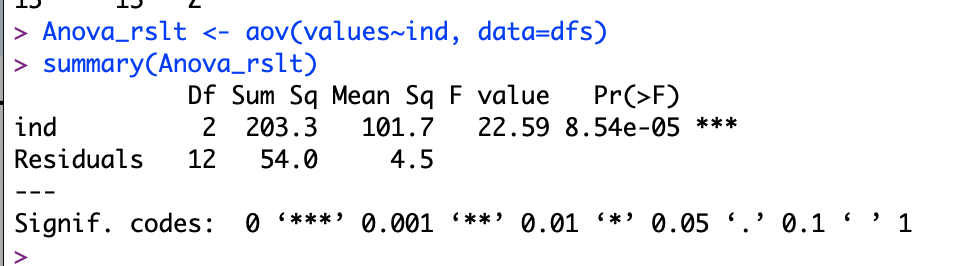 15 15 Z
> Anova_rslt <- aov(values~ind, data=dfs)
> summary(Anova_rslt)
Df Sum Sq Mean Sq F value Pr(>F)
ind 2 203.3 101.7 22.59 8.54e-05 ***
Residuals 12 54.0 4.5
---
Signif. codes: 0 ‘***’ 0.001 ‘**’ 0.01 ‘*’ 0.05 ‘.’ 0.1 ‘ ’ 1
>